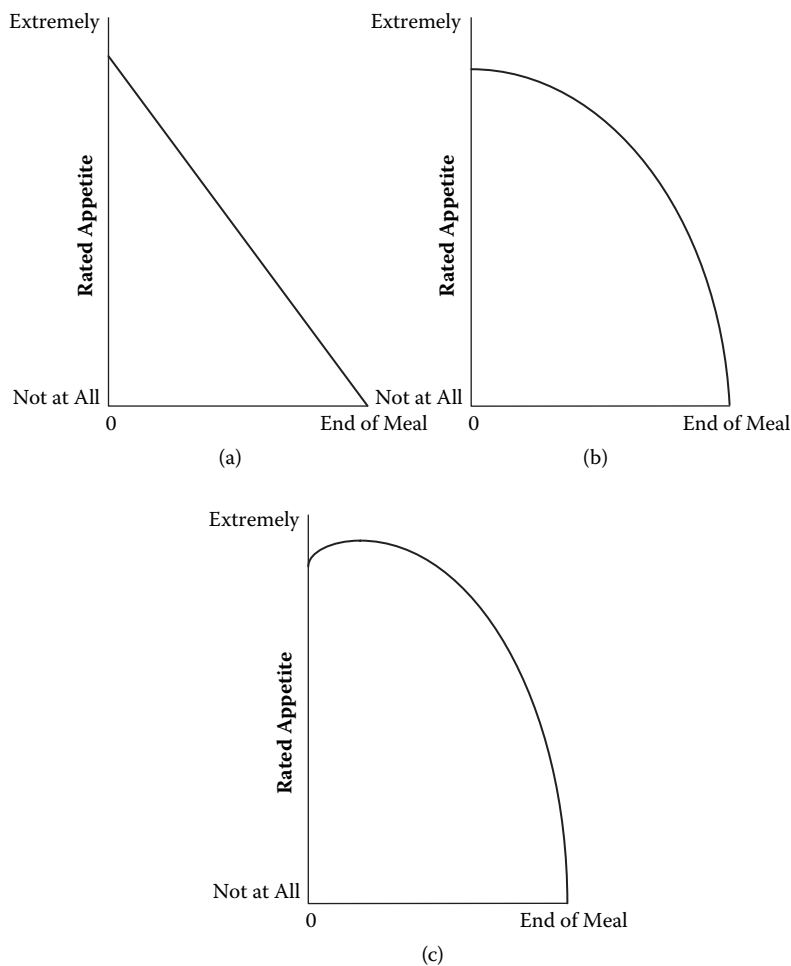 Extremely
Rated Appetite
Not at All
0
End of Meal
(a)
Extremely
Rated Appetite
Not at All
0
End of Meal
(b)
Extremely
Rated Appetite
Not at All
0
End of Meal
(c)